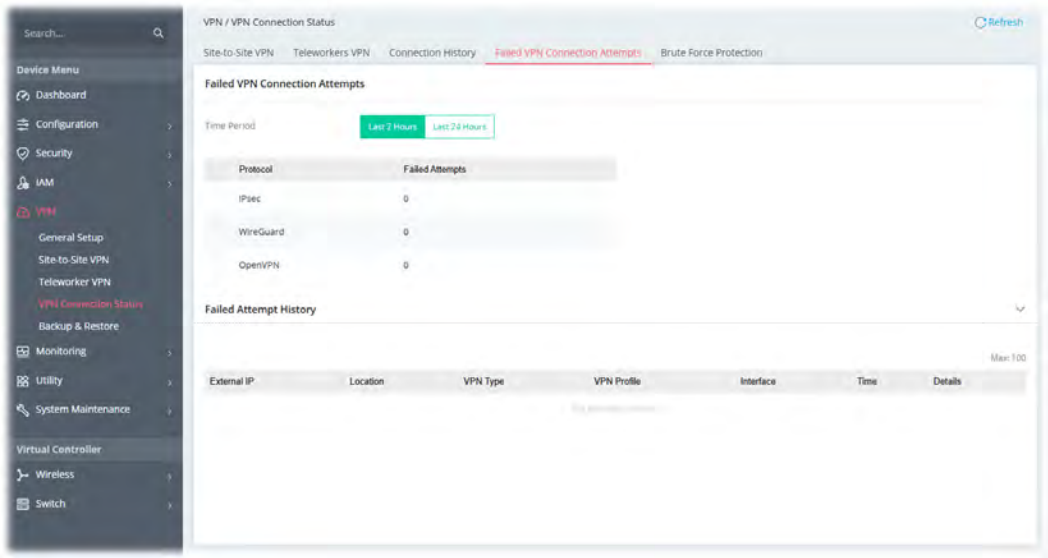 Search...
Device Menu
Dashboard
Configuration
Security
IAM
VPN
General Setup
Site-to-Site VPN
Teleworker VPN
VPN Connection Status
Backup & Restore
Monitoring
Utility
System Maintenance
Virtual Controller
Wireless
Switch
VPN / VPN Connection Status
Refresh
Site-to-Site VPN Teleworkers VPN Connection History Failed VPN Connection Attempts Brute Force Protection
Failed VPN Connection Attempts
Time Period Last 2 Hours Last 24 Hours
Protocol Failed Attempts
IPsec 0
WireGuard 0
OpenVPN 0
Failed Attempt History
Max: 100
External IP Location VPN Type VPN Profile Interface Time Details